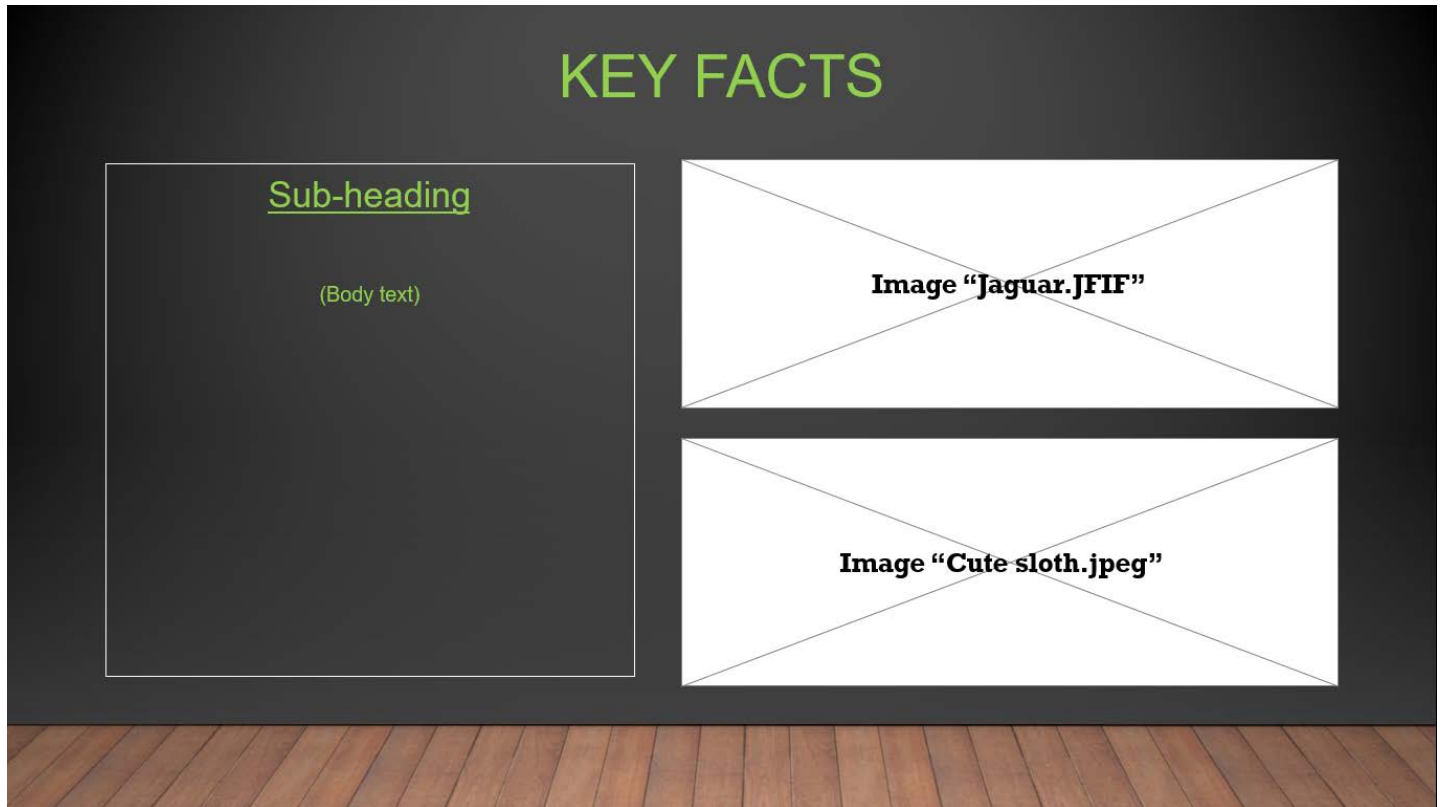 KEY FACTS
Sub-heading
(Body text)
Image “Jaguar.JFIF”
Image “Cute sloth.jpeg”